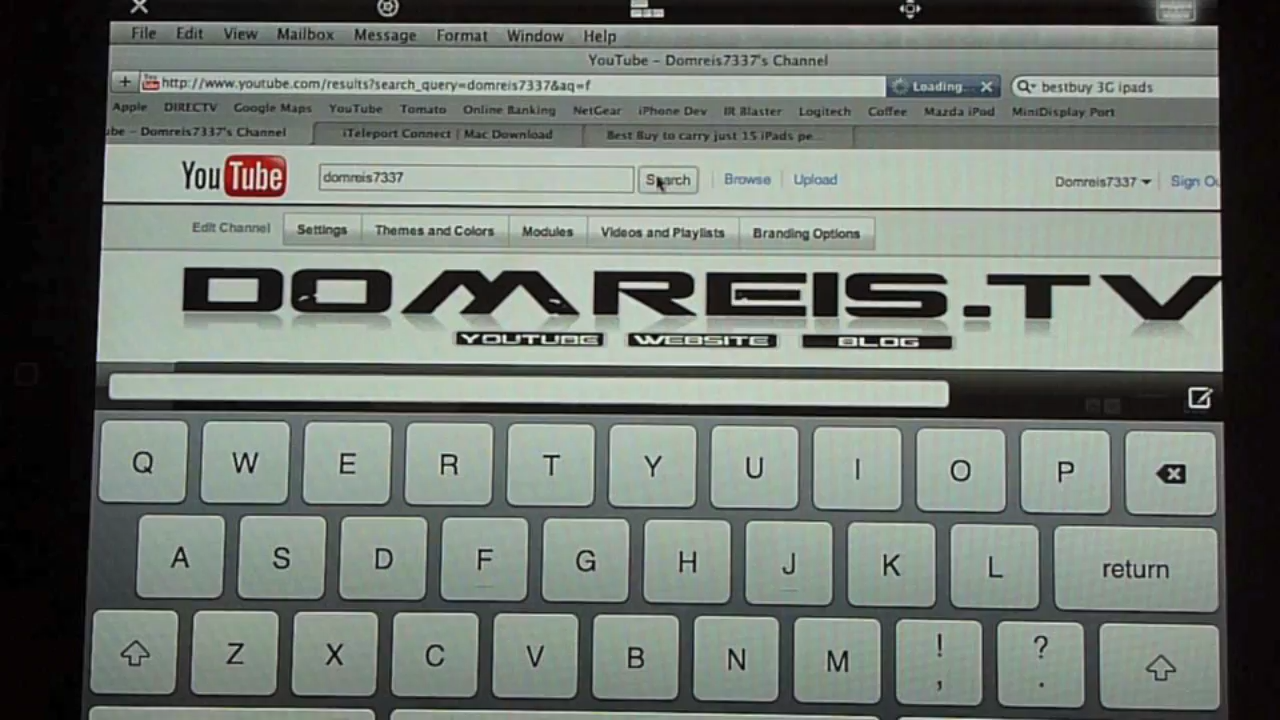 File Edit View Mailbox Message Format Window Help
YouTube – Domreis7337's Channel
http://www.youtube.com/results?search_query=domreis7337&aq=f Loading... bestbuy 3G ipads
Apple DIRECTV Google Maps YouTube Tomato Online Banking NetGear iPhone Dev IR Blaster Logitech Coffee Mazda iPod MiniDisplay Port
ube – Domreis7337's Channel iTeleport Connect | Mac Download Best Buy to carry just 15 iPads pe...
YouTube domreis7337 Search Browse Upload Domreis7337 Sign Ou
Edit Channel Settings Themes and Colors Modules Videos and Playlists Branding Options
DOMREIS.TV
YOUTUBE WEBSITE BLOG
Q W E R T Y U I O P
A S D F G H J K L return
Z X C V B N M ! , ? .